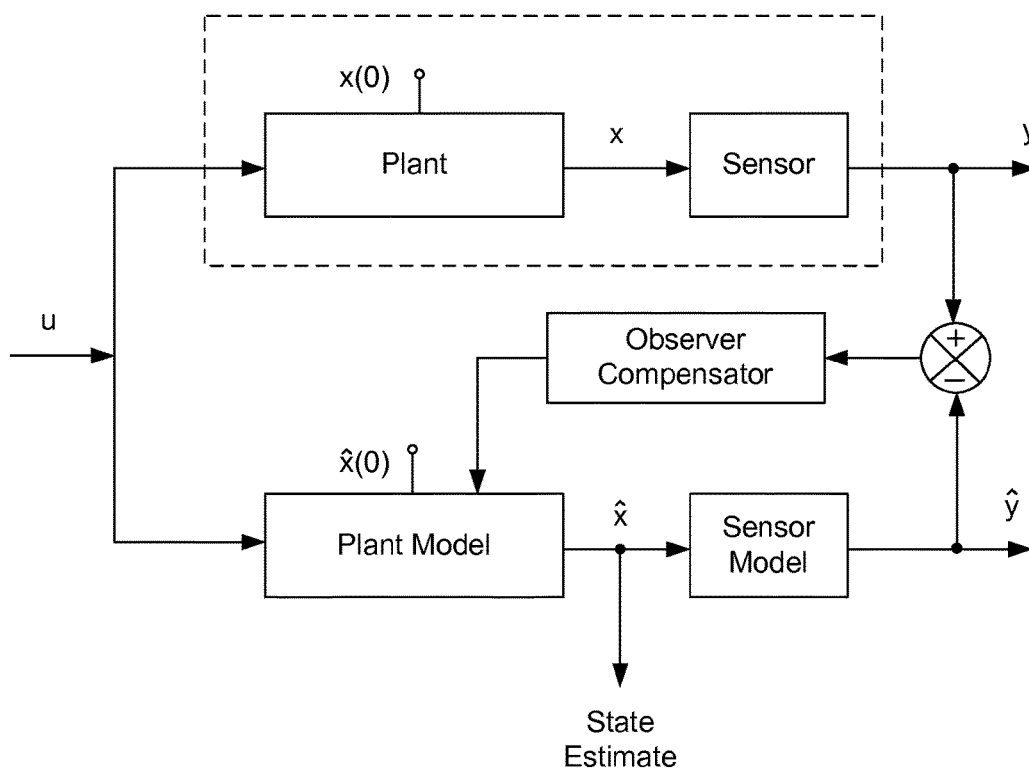 x(0)
Plant
x
Sensor
y
u
Observer
Compensator
+
−
x̂(0)
Plant Model
x̂
Sensor
Model
ŷ
State
Estimate